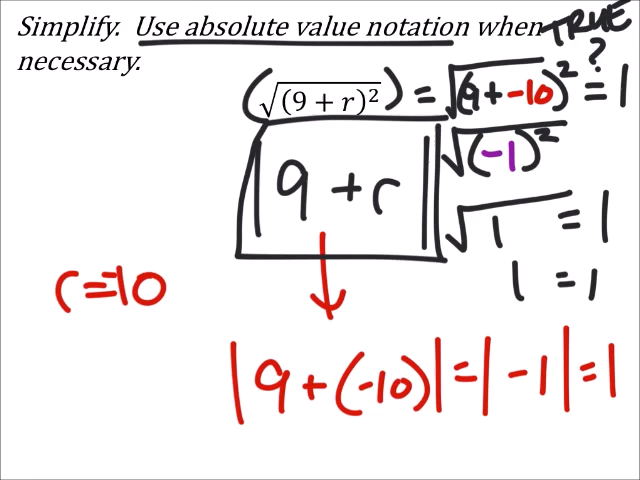 Simplify. Use absolute value notation when necessary.
TRUE
?
(√(9 + r)²) = √(9 + -10)² = 1
|9 + r|
√(-1)²
√1 = 1
1 = 1
r = -10
|9 + (-10)| = |-1| = 1